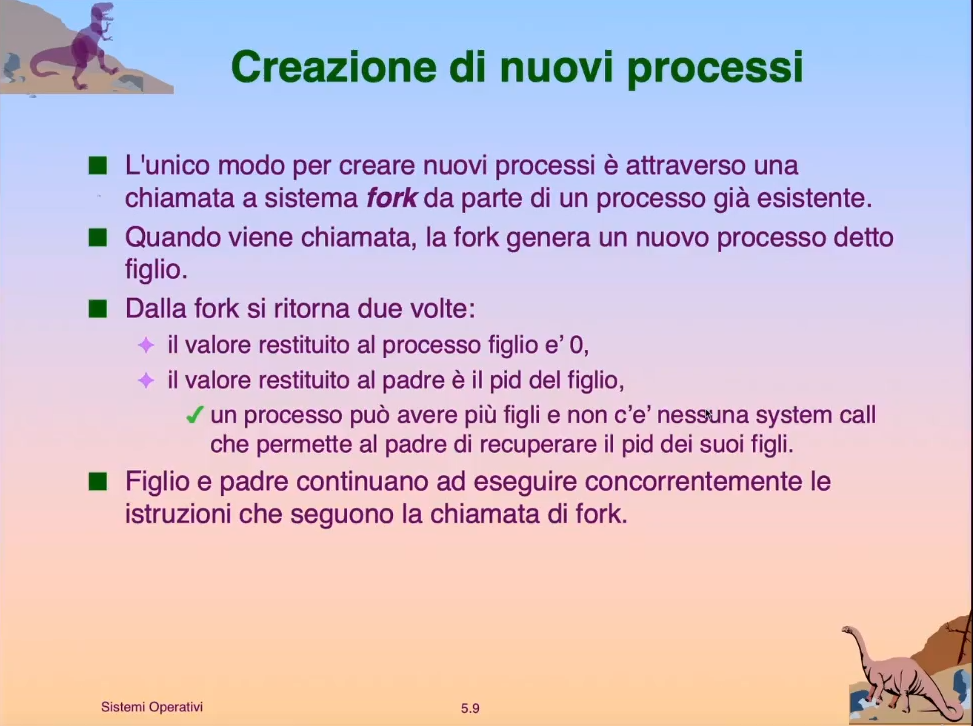 Creazione di nuovi processi
L'unico modo per creare nuovi processi è attraverso una
chiamata a sistema fork da parte di un processo già esistente.
Quando viene chiamata, la fork genera un nuovo processo detto
figlio.
Dalla fork si ritorna due volte:
il valore restituito al processo figlio e’ 0,
il valore restituito al padre è il pid del figlio,
un processo può avere più figli e non c’e’ nessuna system call
che permette al padre di recuperare il pid dei suoi figli.
Figlio e padre continuano ad eseguire concorrentemente le
istruzioni che seguono la chiamata di fork.
Sistemi Operativi
5.9